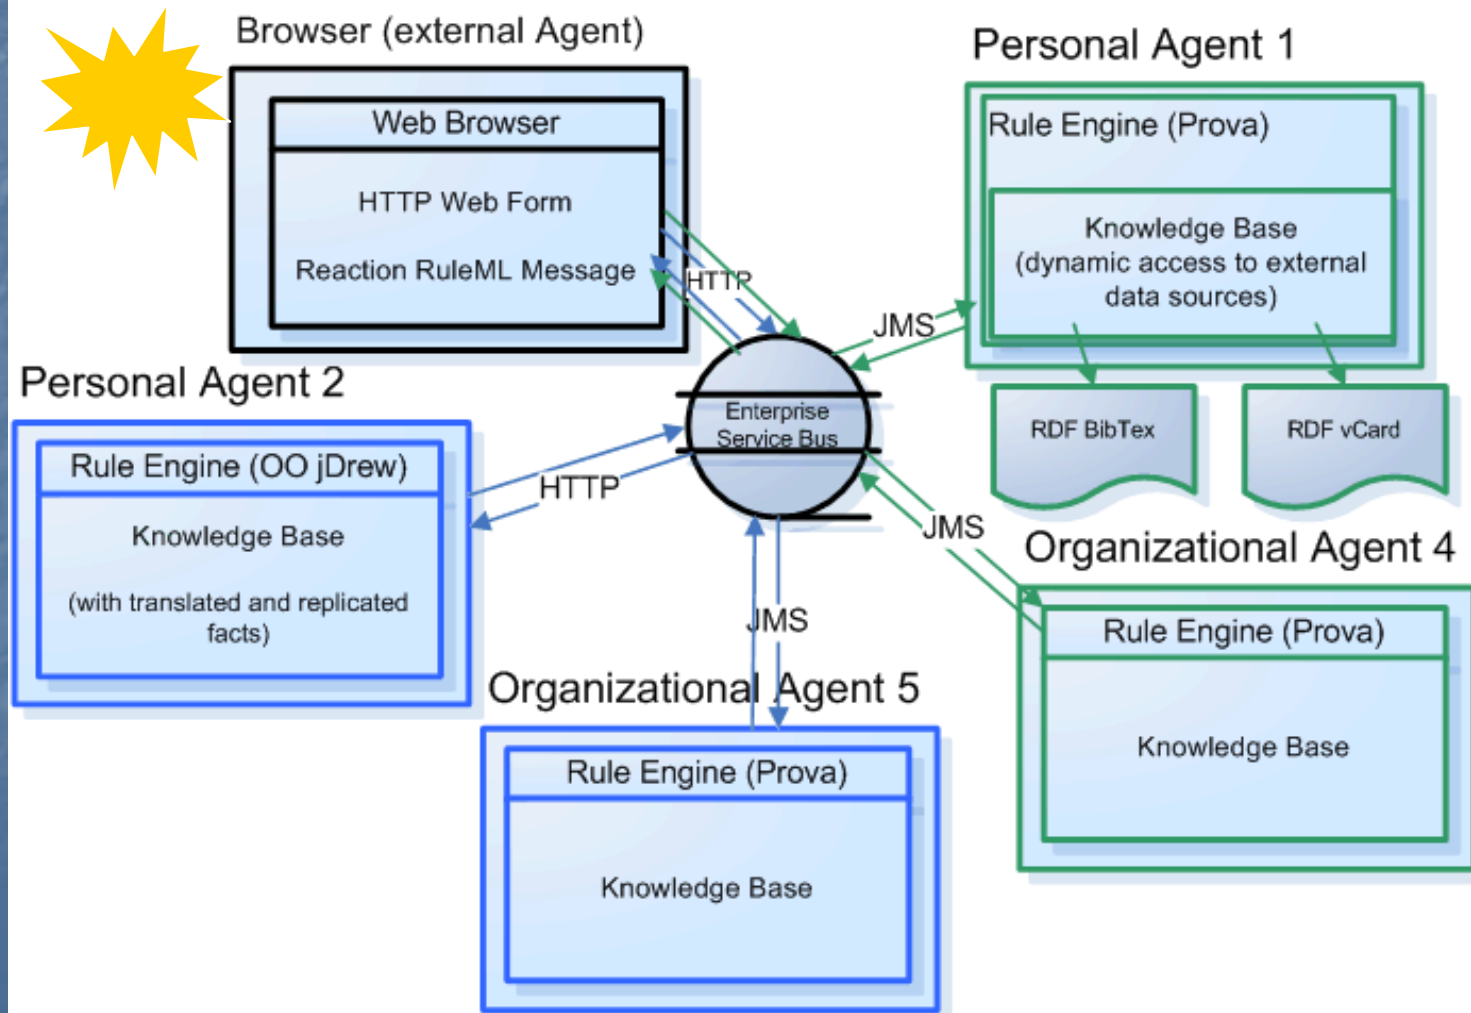 Browser (external Agent)
Web Browser
HTTP Web Form
Reaction RuleML Message
HTTP
Personal Agent 1
Rule Engine (Prova)
Knowledge Base
(dynamic access to external
data sources)
JMS
RDF BibTex
RDF vCard
Enterprise
Service Bus
Personal Agent 2
Rule Engine (OO jDrew)
Knowledge Base
(with translated and replicated
facts)
HTTP
JMS
Organizational Agent 4
Rule Engine (Prova)
Knowledge Base
JMS
Organizational Agent 5
Rule Engine (Prova)
Knowledge Base